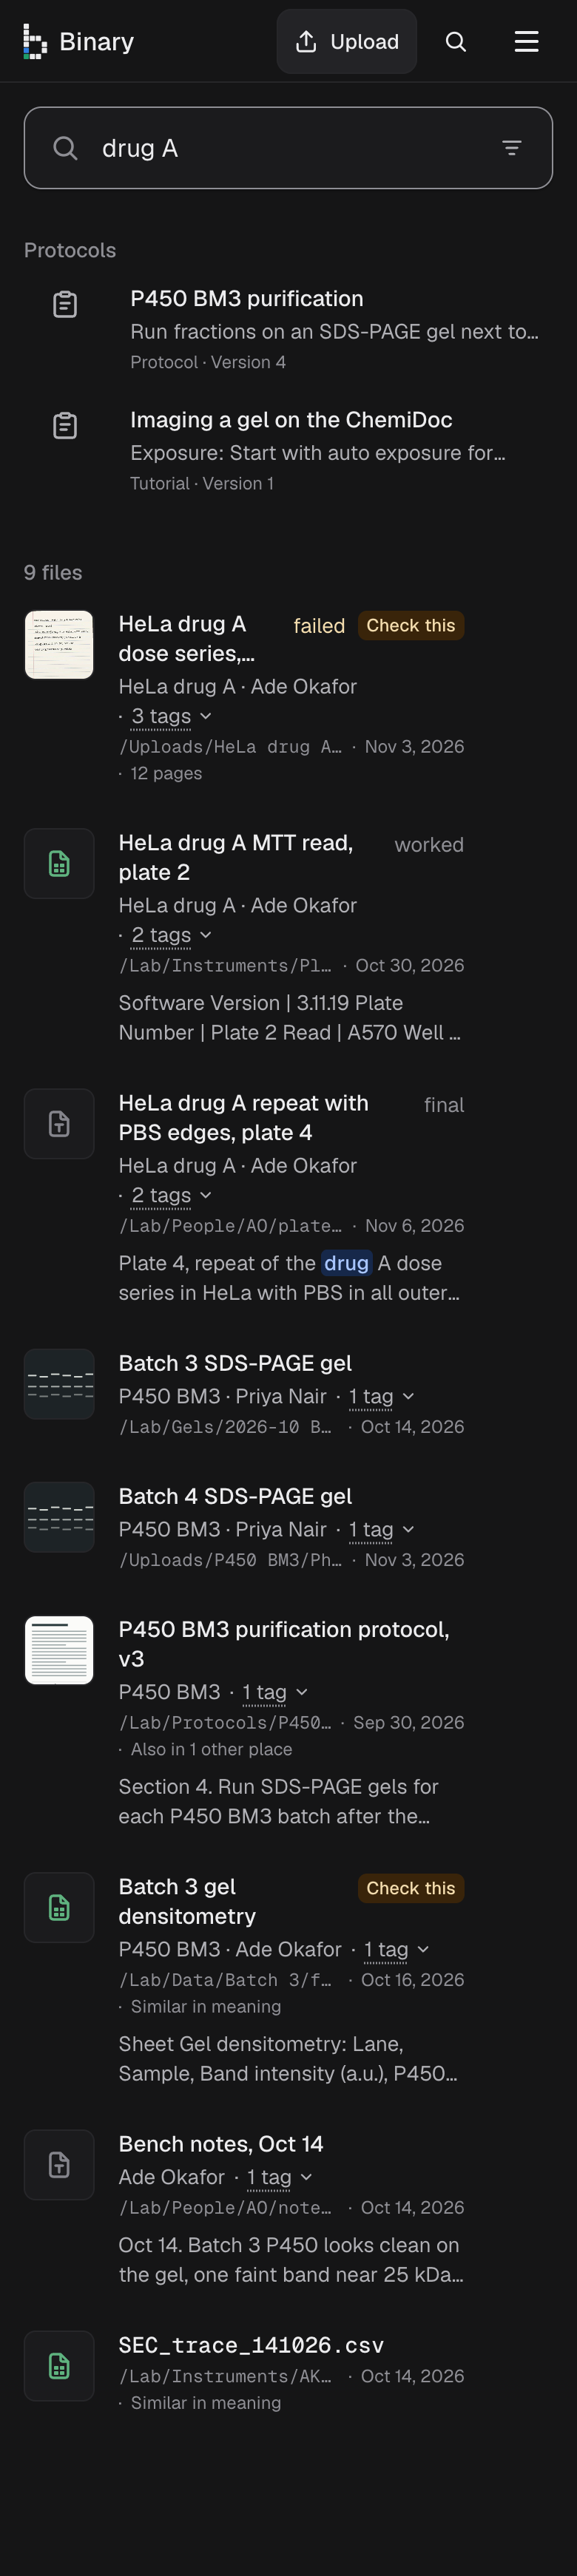 Binary
Upload
drug A
Protocols
P450 BM3 purification
Run fractions on an SDS-PAGE gel next to...
Protocol · Version 4
Imaging a gel on the ChemiDoc
Exposure: Start with auto exposure for...
Tutorial · Version 1
9 files
HeLa drug A dose series,...
failed
Check this
HeLa drug A · Ade Okafor
· 3 tags
/Uploads/HeLa drug A… · Nov 3, 2026
· 12 pages
HeLa drug A MTT read,
plate 2
worked
HeLa drug A · Ade Okafor
· 2 tags
/Lab/Instruments/Pl… · Oct 30, 2026
Software Version | 3.11.19 Plate
Number | Plate 2 Read | A570 Well ...
HeLa drug A repeat with
PBS edges, plate 4
final
HeLa drug A · Ade Okafor
· 2 tags
/Lab/People/AO/plate… · Nov 6, 2026
Plate 4, repeat of the drug A dose
series in HeLa with PBS in all outer...
Batch 3 SDS-PAGE gel
P450 BM3 · Priya Nair · 1 tag
/Lab/Gels/2026-10 B… · Oct 14, 2026
Batch 4 SDS-PAGE gel
P450 BM3 · Priya Nair · 1 tag
/Uploads/P450 BM3/Ph… · Nov 3, 2026
P450 BM3 purification protocol,
v3
P450 BM3 · 1 tag
/Lab/Protocols/P450… · Sep 30, 2026
· Also in 1 other place
Section 4. Run SDS-PAGE gels for
each P450 BM3 batch after the...
Batch 3 gel
densitometry
Check this
P450 BM3 · Ade Okafor · 1 tag
/Lab/Data/Batch 3/f… · Oct 16, 2026
· Similar in meaning
Sheet Gel densitometry: Lane,
Sample, Band intensity (a.u.), P450...
Bench notes, Oct 14
Ade Okafor · 1 tag
/Lab/People/AO/note… · Oct 14, 2026
Oct 14. Batch 3 P450 looks clean on
the gel, one faint band near 25 kDa...
SEC_trace_141026.csv
/Lab/Instruments/AK… · Oct 14, 2026
· Similar in meaning